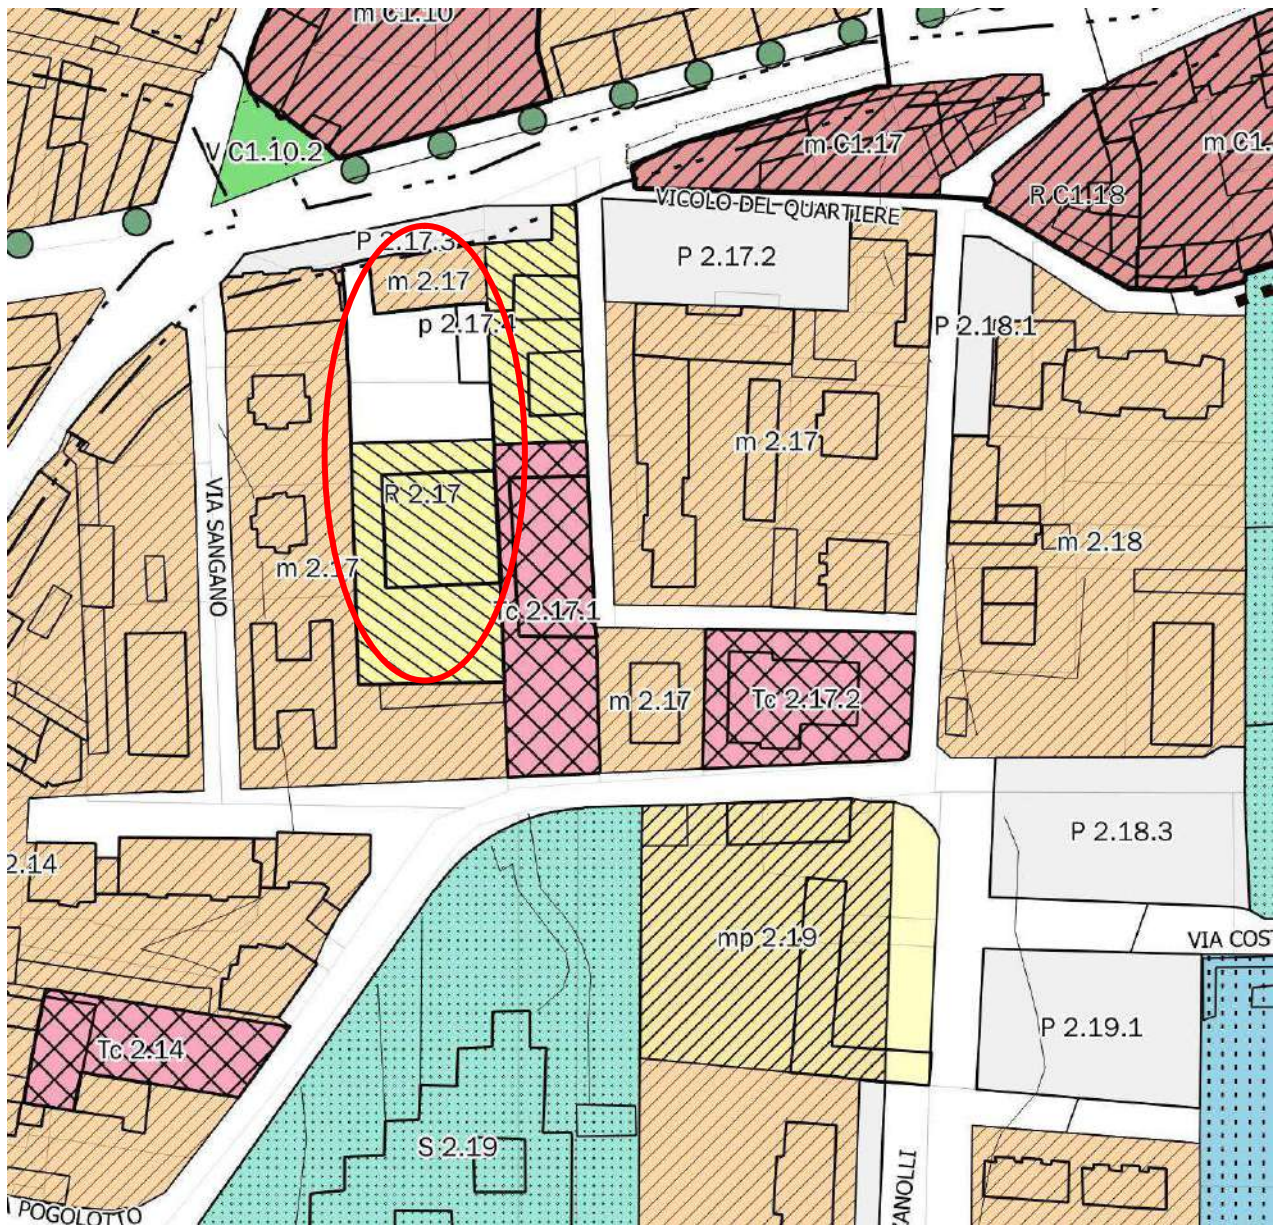 m C1.10
V C1.10.2
m C1.17
m C1.
R C1.18
VICOLO DEL QUARTIERE
P 2.17.3
P 2.17.2
m 2.17
p 2.17.1
P 2.18.1
m 2.17
R 2.17
VIA SANGANO
m 2.17
m 2.18
Tc 2.17.1
m 2.17
Tc 2.17.2
P 2.18.3
2.14
mp 2.19
VIA COST
P 2.19.1
Tc 2.14
S 2.19
ANOLLI
POGOLOTTO